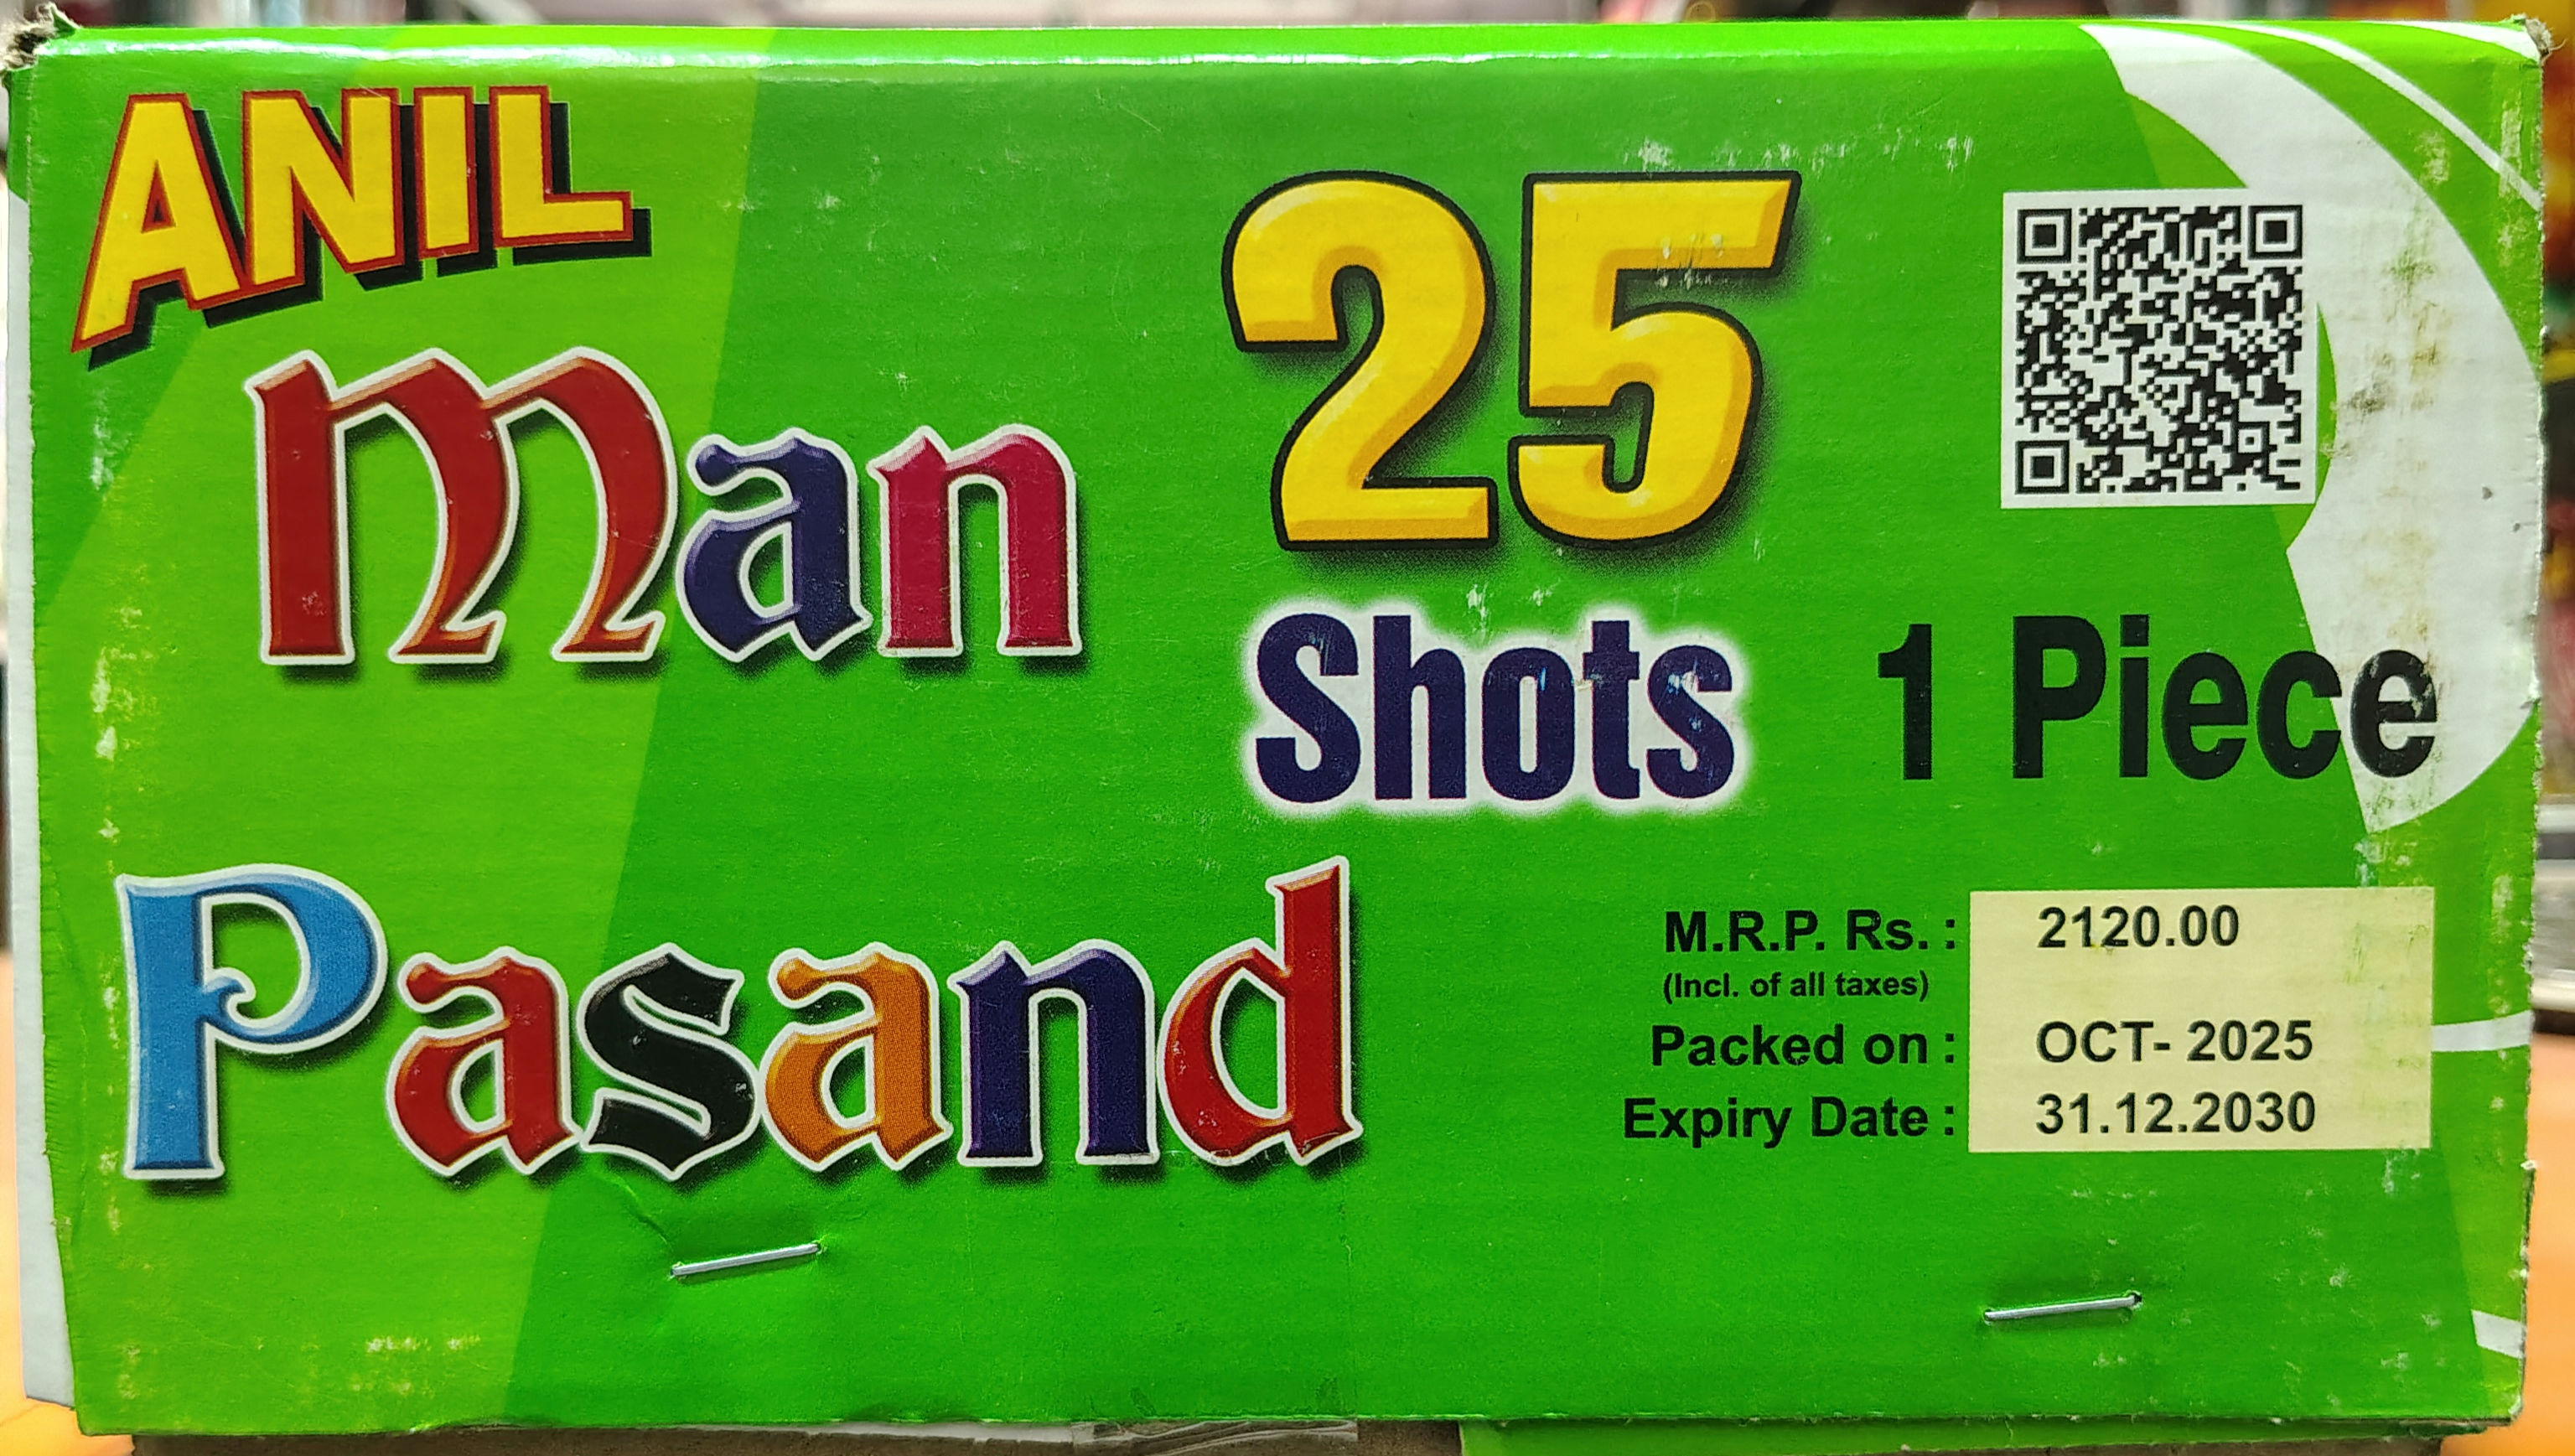 ANIL
Man
Pasand
25
Shots
1 Piece
M.R.P. Rs. : 2120.00
(Incl. of all taxes)
Packed on : OCT- 2025
Expiry Date : 31.12.2030